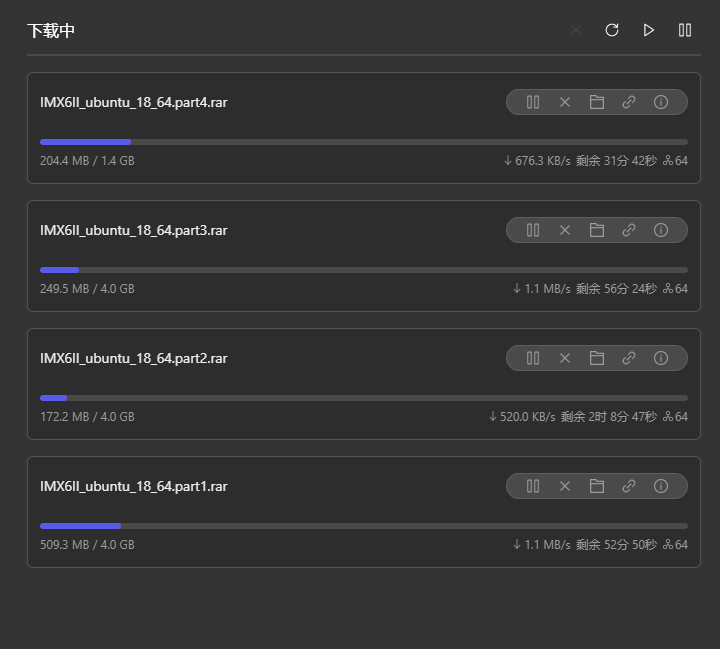 下载中
IMX6Ill_ubuntu_18_64.part4.rar
204.4 MB / 1.4 GB
↓ 676.3 KB/s 剩余 31分 42秒 64
IMX6Ill_ubuntu_18_64.part3.rar
249.5 MB / 4.0 GB
↓ 1.1 MB/s 剩余 56分 24秒 64
IMX6Ill_ubuntu_18_64.part2.rar
172.2 MB / 4.0 GB
↓ 520.0 KB/s 剩余 2时 8分 47秒 64
IMX6Ill_ubuntu_18_64.part1.rar
509.3 MB / 4.0 GB
↓ 1.1 MB/s 剩余 52分 50秒 64